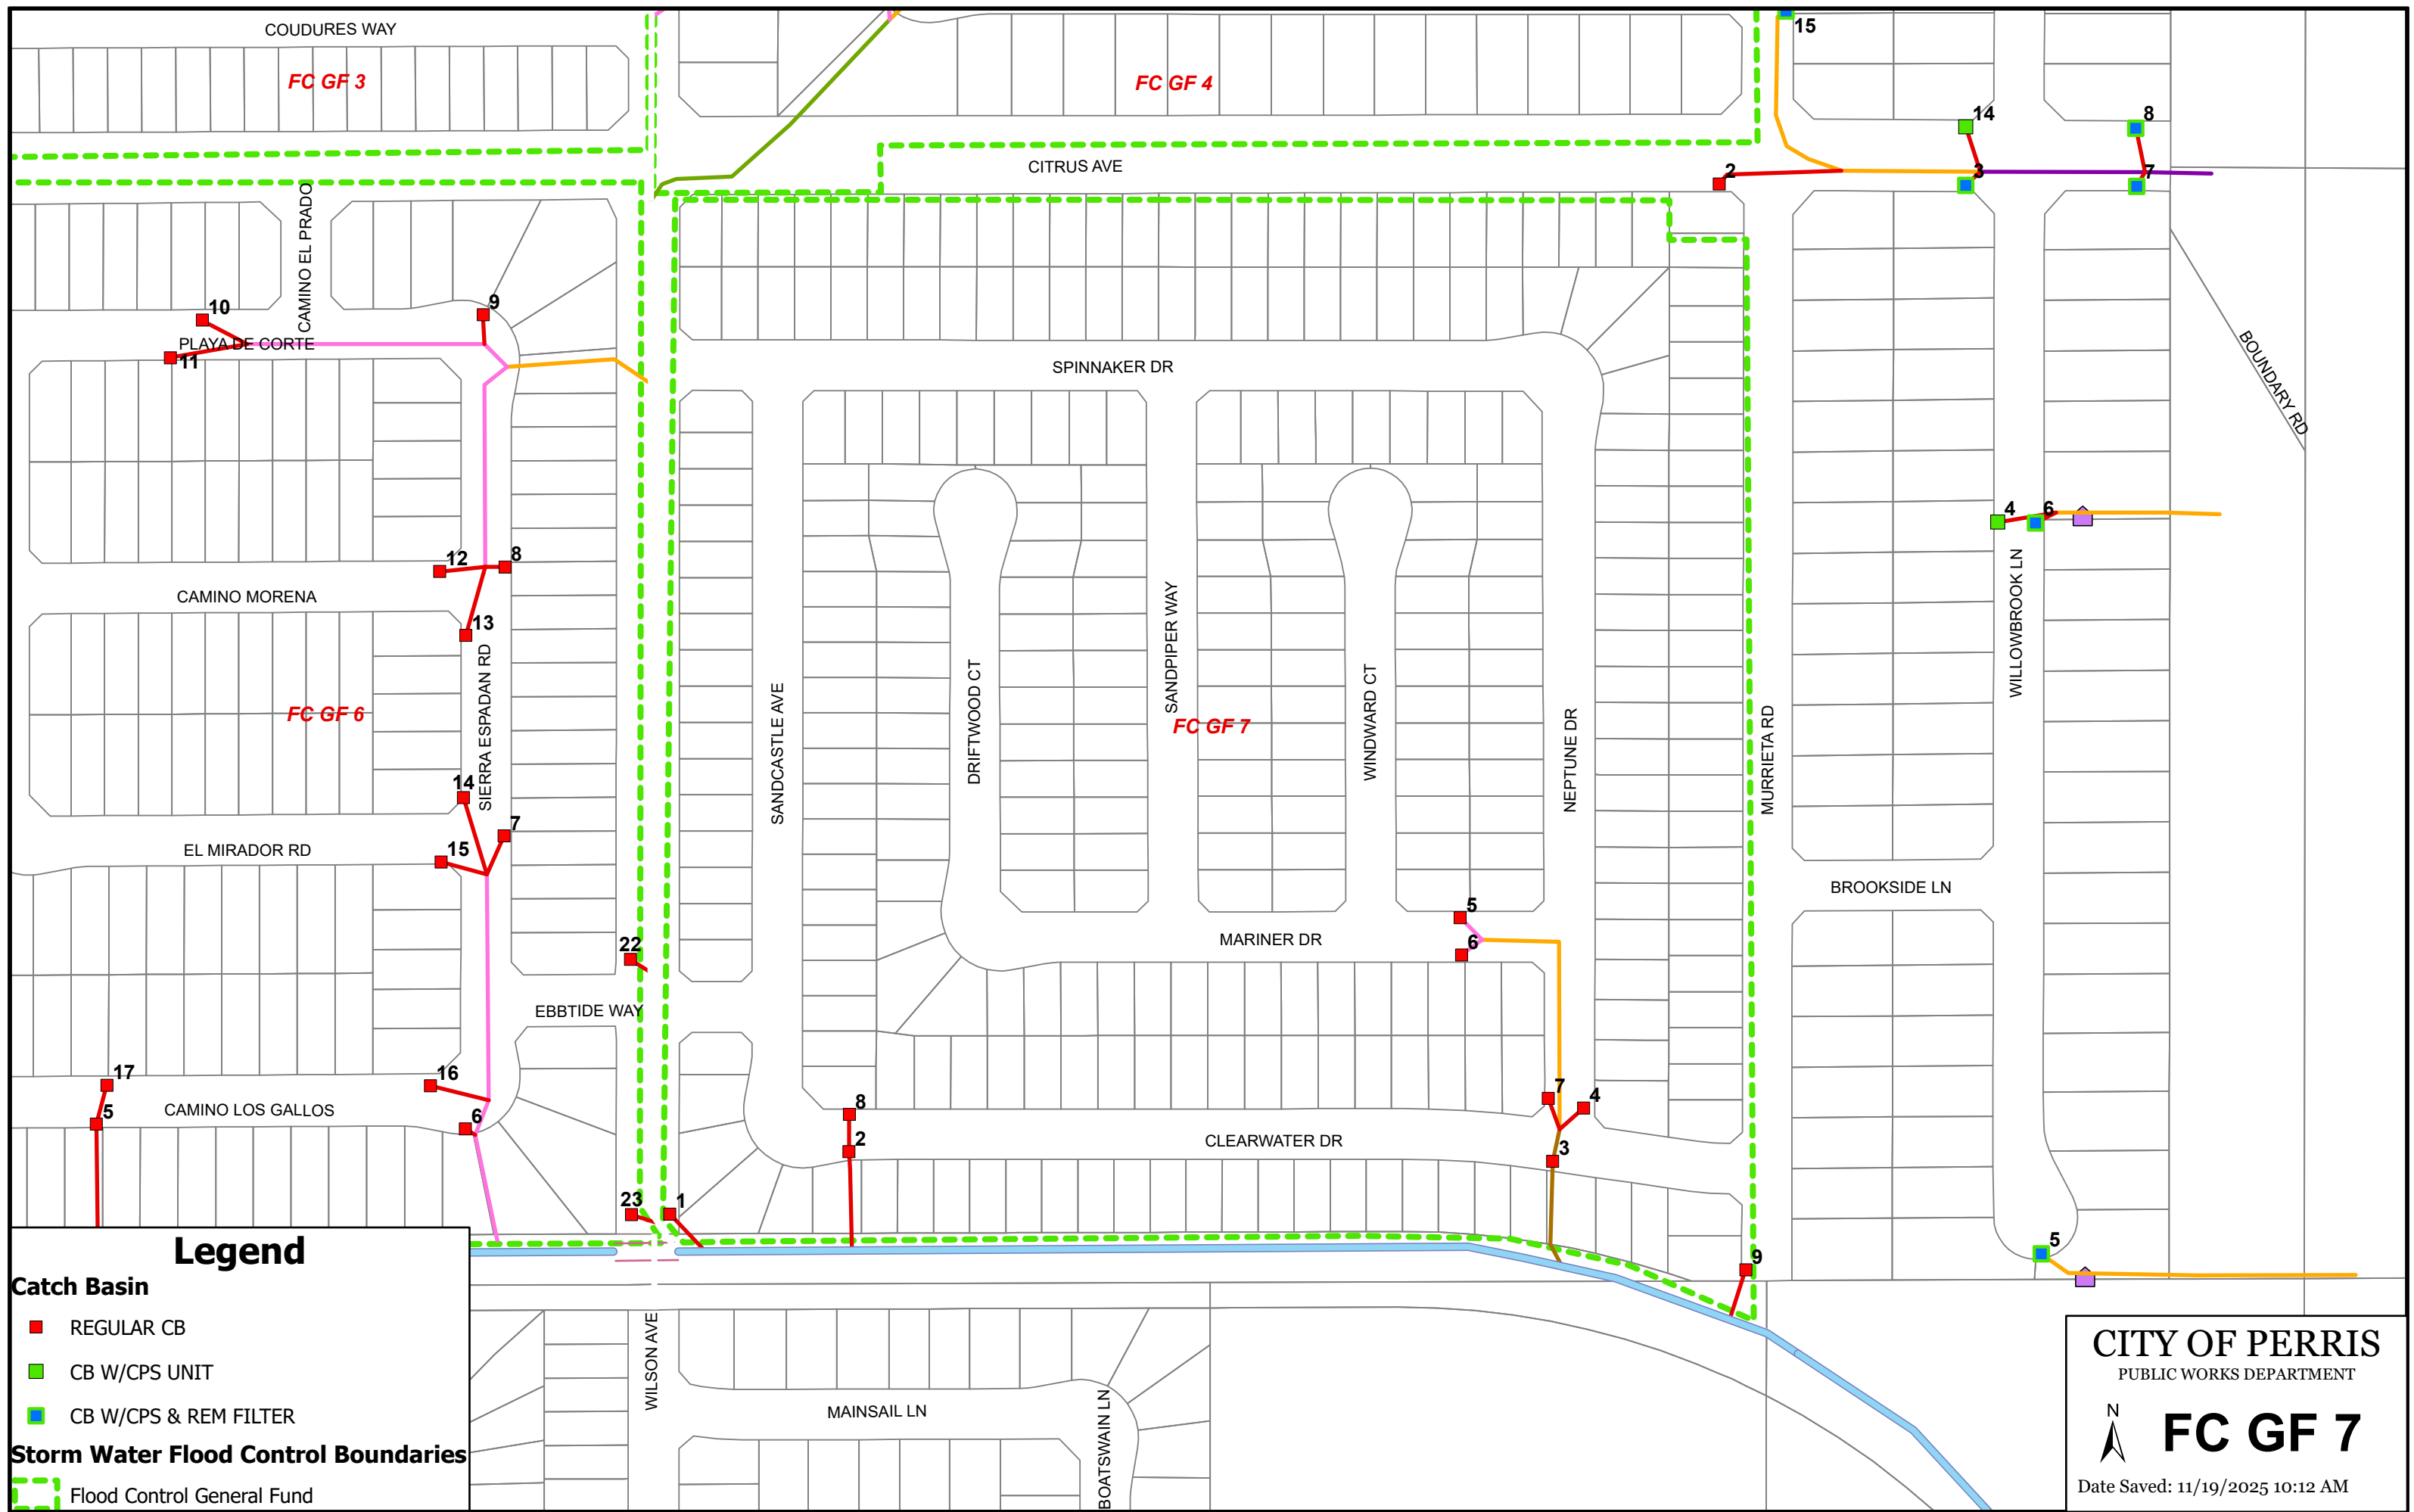 COUDURES WAY
15
FC GF 3
FC GF 4
14
8
CITRUS AVE
2
3
7
CAMINO EL PRADO
10
9
PLAYA DE CORTE
11
BOUNDARY RD
SPINNAKER DR
4
6
12
8
CAMINO MORENA
13
SIERRA ESPADAN RD
FC GF 6
SANDCASTLE AVE
DRIFTWOOD CT
SANDPIPER WAY
FC GF 7
WINDWARD CT
NEPTUNE DR
MURRIETA RD
WILLOWBROOK LN
14
7
15
EL MIRADOR RD
BROOKSIDE LN
5
MARINER DR
6
22
EBBTIDE WAY
17
16
5
CAMINO LOS GALLOS
6
8
2
7
4
CLEARWATER DR
3
23
1
5
9
WILSON AVE
MAINSAIL LN
BOATSWAIN LN
Legend
Catch Basin
REGULAR CB
CB W/CPS UNIT
CB W/CPS & REM FILTER
Storm Water Flood Control Boundaries
Flood Control General Fund
CITY OF PERRIS
PUBLIC WORKS DEPARTMENT
N
FC GF 7
Date Saved: 11/19/2025 10:12 AM